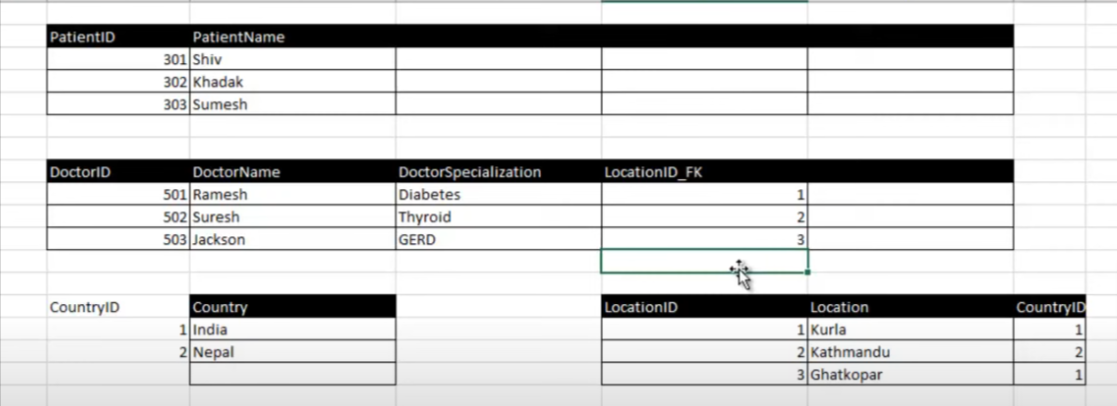 PatientID PatientName
301 Shiv
302 Khadak
303 Sumesh
DoctorID DoctorName DoctorSpecialization LocationID_FK
501 Ramesh Diabetes 1
502 Suresh Thyroid 2
503 Jackson GERD 3
CountryID Country LocationID Location CountryID
1 India 1 Kurla 1
2 Nepal 2 Kathmandu 2
3 Ghatkopar 1